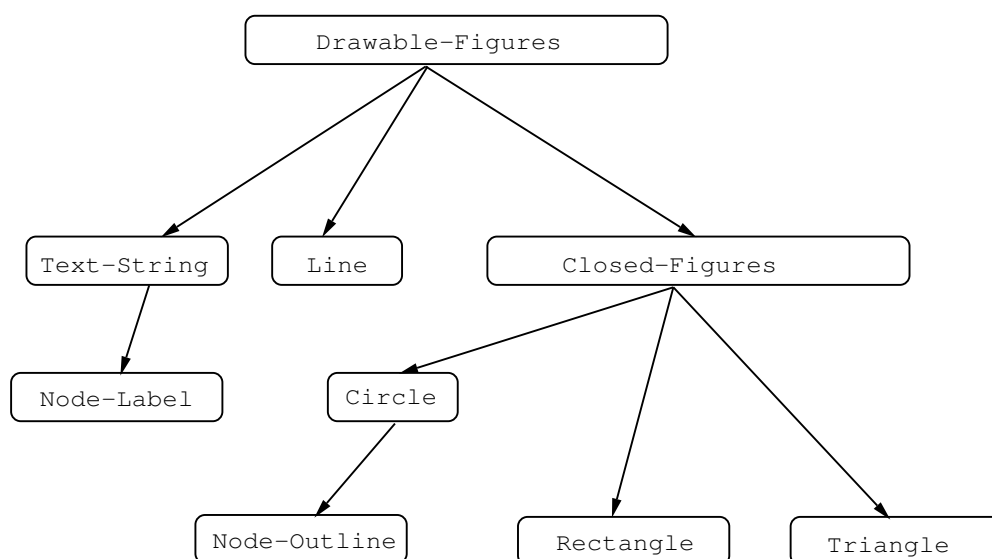 Drawable-Figures
Text-String
Line
Closed-Figures
Node-Label
Circle
Node-Outline
Rectangle
Triangle